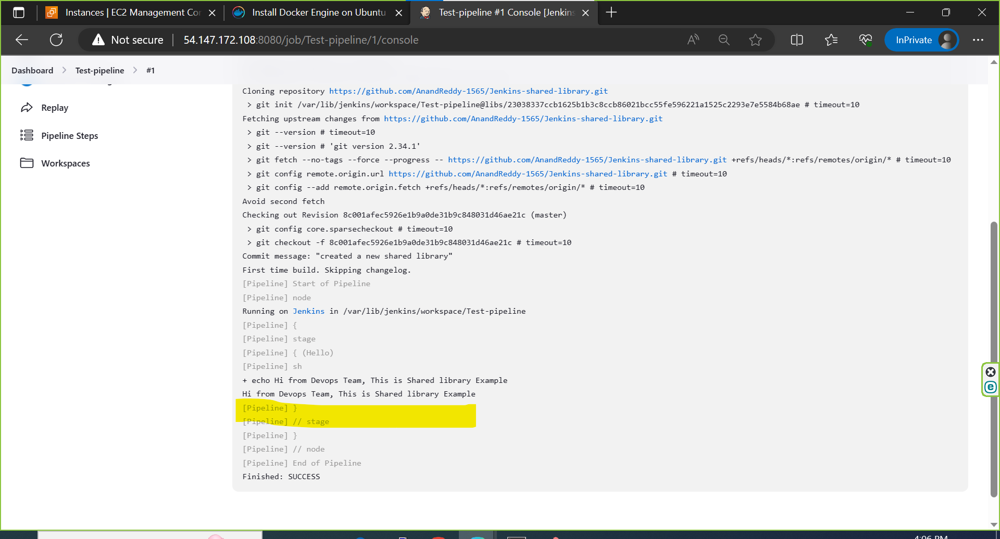 Instances | EC2 Management Cor
Install Docker Engine on Ubuntu
Test-pipeline #1 Console [Jenkins
Not secure
54.147.172.108:8080/job/Test-pipeline/1/console
InPrivate
Dashboard > Test-pipeline > #1
Replay
Pipeline Steps
Workspaces
Cloning repository https://github.com/AnandReddy-1565/Jenkins-shared-library.git
> git init /var/lib/jenkins/workspace/Test-pipeline@libs/23038337ccb1625b1b3c8ccb86021bcc55fe596221a1525c2293e7e5584b68ae # timeout=10
Fetching upstream changes from https://github.com/AnandReddy-1565/Jenkins-shared-library.git
> git --version # timeout=10
> git --version # 'git version 2.34.1'
> git fetch --no-tags --force --progress -- https://github.com/AnandReddy-1565/Jenkins-shared-library.git +refs/heads/*:refs/remotes/origin/* # timeout=10
> git config remote.origin.url https://github.com/AnandReddy-1565/Jenkins-shared-library.git # timeout=10
> git config --add remote.origin.fetch +refs/heads/*:refs/remotes/origin/* # timeout=10
Avoid second fetch
Checking out Revision 8c001afec5926e1b9a0de31b9c848031d46ae21c (master)
> git config core.sparsecheckout # timeout=10
> git checkout -f 8c001afec5926e1b9a0de31b9c848031d46ae21c # timeout=10
Commit message: "created a new shared library"
First time build. Skipping changelog.
[Pipeline] Start of Pipeline
[Pipeline] node
Running on Jenkins in /var/lib/jenkins/workspace/Test-pipeline
[Pipeline] {
[Pipeline] stage
[Pipeline] { (Hello)
[Pipeline] sh
+ echo Hi from Devops Team, This is Shared library Example
Hi from Devops Team, This is Shared library Example
[Pipeline] }
[Pipeline] // stage
[Pipeline] }
[Pipeline] // node
[Pipeline] End of Pipeline
Finished: SUCCESS
4:06 PM